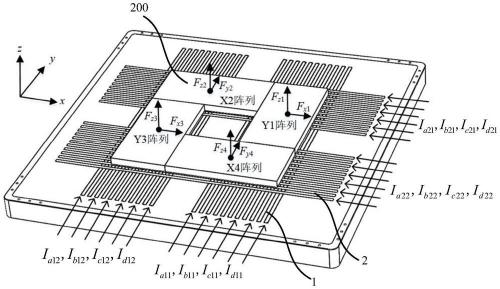 200
z
y
x
F_z2
F_y2
X2阵列
F_z1
F_x1
Y1阵列
F_z3
F_x3
Y3阵列
F_z4
F_y4
X4阵列
I_a21, I_b21, I_c21, I_d21
I_a22, I_b22, I_c22, I_d22
2
1
I_a12, I_b12, I_c12, I_d12
I_a11, I_b11, I_c11, I_d11